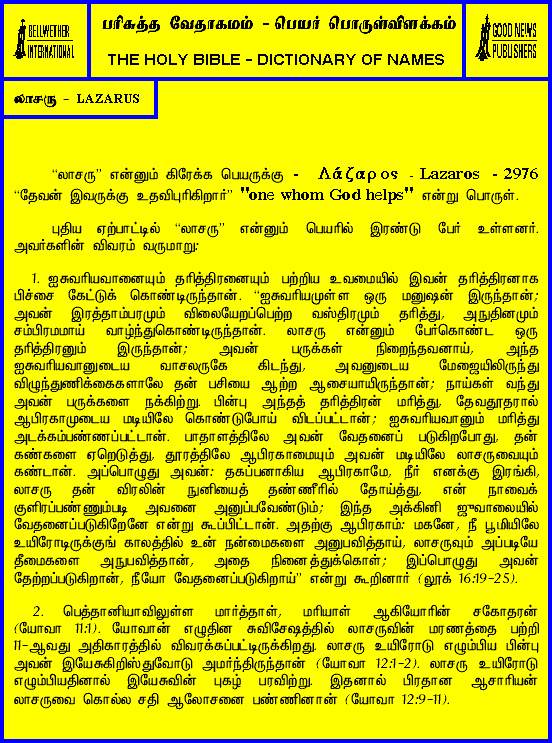 BELLWETHER
INTERNATIONAL
பரிசுத்த வேதாகமம் - பெயர் பொருள்விளக்கம்
THE HOLY BIBLE - DICTIONARY OF NAMES
GOOD NEWS
PUBLISHERS
லாசரு - LAZARUS
“லாசரு” என்னும் கிரேக்க பெயருக்கு - Λάζαρος - Lazaros - 2976
“தேவன் இவருக்கு உதவிபுரிகிறார்” "one whom God helps" என்று பொருள்.
புதிய ஏற்பாட்டில் “லாசரு” என்னும் பெயரில் இரண்டு பேர் உள்ளனர்.
அவர்களின் விவரம் வருமாறு:
1. ஐசுவரியவானையும் தரித்திரனையும் பற்றிய உவமையில் இவன் தரித்திரனாக
பிச்சை கேட்டுக் கொண்டிருந்தான். “ஐசுவரியமுள்ள ஒரு மனுஷன் இருந்தான்;
அவன் இரத்தாம்பரமும் விலையேறப்பெற்ற வஸ்திரமும் தரித்து, அநுதினமும்
சம்பிரமமாய் வாழ்ந்துகொண்டிருந்தான். லாசரு என்னும் பேர்கொண்ட ஒரு
தரித்திரனும் இருந்தான்; அவன் பருக்கள் நிறைந்தவனாய், அந்த
ஐசுவரியவானுடைய வாசலருகே கிடந்து, அவனுடைய மேஜையிலிருந்து
விழுந்துணிக்கைகளாலே தன் பசியை ஆற்ற ஆசையாயிருந்தான்; நாய்கள் வந்து
அவன் பருக்களை நக்கிற்று. பின்பு அந்தத் தரித்திரன் மரித்து, தேவதூதரால்
ஆபிரகாமுடைய மடியிலே கொண்டுபோய் விடப்பட்டான்; ஐசுவரியவானும் மரித்து
அடக்கம்பண்ணப்பட்டான். பாதாளத்திலே அவன் வேதனைப் படுகிறபோது, தன்
கண்களை ஏறெடுத்து, தூரத்திலே ஆபிரகாமையும் அவன் மடியிலே லாசருவையும்
கண்டான். அப்பொழுது அவன்: தகப்பனாகிய ஆபிரகாமே, நீர் எனக்கு இரங்கி,
லாசரு தன் விரலின் நுனியைத் தண்ணீரில் தோய்த்து, என் நாவைக்
குளிரப்பண்ணும்படி அவனை அனுப்பவேண்டும்; இந்த அக்கினி ஜுவாலையில்
வேதனைப்படுகிறேனே என்று கூப்பிட்டான். அதற்கு ஆபிரகாம்: மகனே, நீ பூமியிலே
உயிரோடிருக்குங் காலத்தில் உன் நன்மைகளை அனுபவித்தாய், லாசருவும் அப்படியே
தீமைகளை அநுபவித்தான், அதை நினைத்துக்கொள்; இப்பொழுது அவன்
தேற்றப்படுகிறான், நீயோ வேதனைப்படுகிறாய்” என்று கூறினார் (லூக் 16:19-25).
2. பெத்தானியாவிலுள்ள மார்த்தாள், மரியாள் ஆகியோரின் சகோதரன்
(யோவா 11:1). யோவான் எழுதின சுவிசேஷத்தில் லாசருவின் மரணத்தை பற்றி
11-ஆவது அதிகாரத்தில் விவரக்கப்பட்டிருக்கிறது. லாசரு உயிரோடு எழும்பிய பின்பு
அவன் இயேசுகிறிஸ்துவோடு அமர்ந்திருந்தான் (யோவா 12:1-2). லாசரு உயிரோடு
எழும்பியதினால் இயேசுவின் புகழ் பரவிற்று. இதனால் பிரதான ஆசாரியன்
லாசருவை கொல்ல சதி ஆலோசனை பண்ணினான் (யோவா 12:9-11).